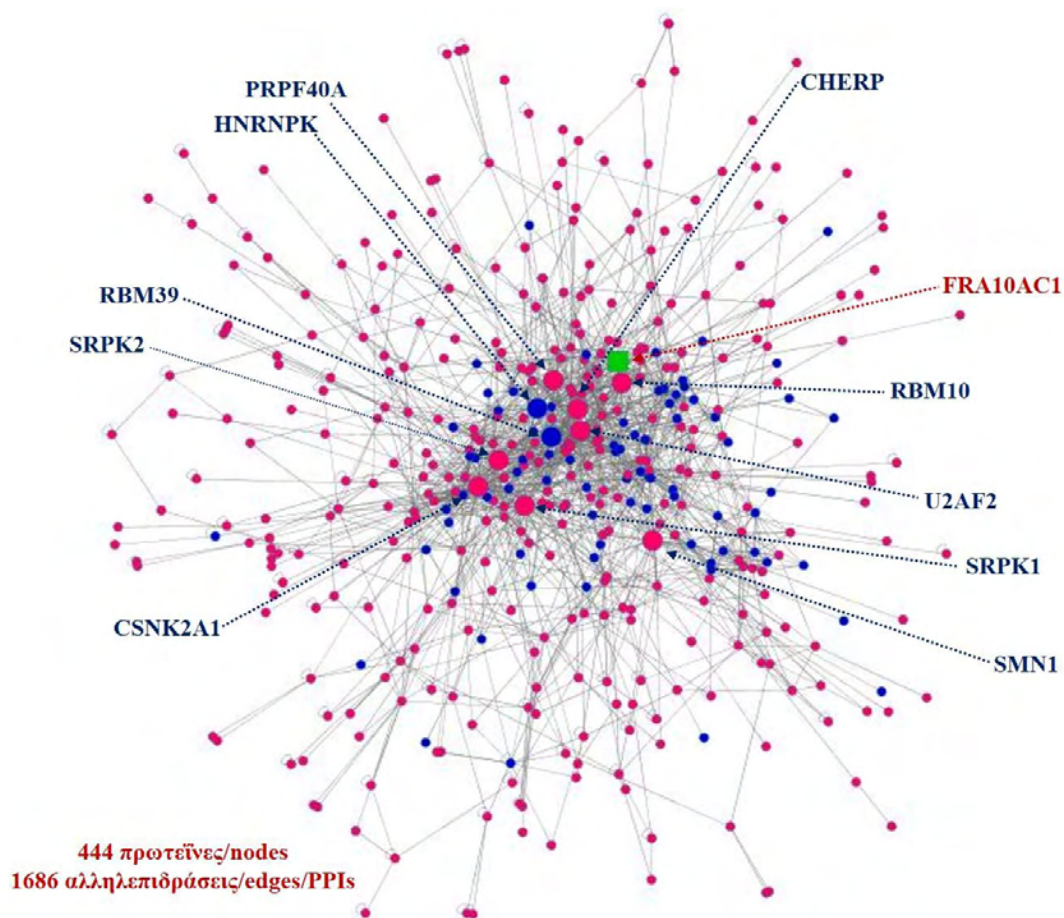 PRPF40A
CHERP
HNRNPK
FRA10AC1
RBM39
SRPK2
RBM10
U2AF2
SRPK1
CSNK2A1
SMN1
444 πρωτεΐνες/nodes
1686 αλληλεπιδράσεις/edges/PPIs